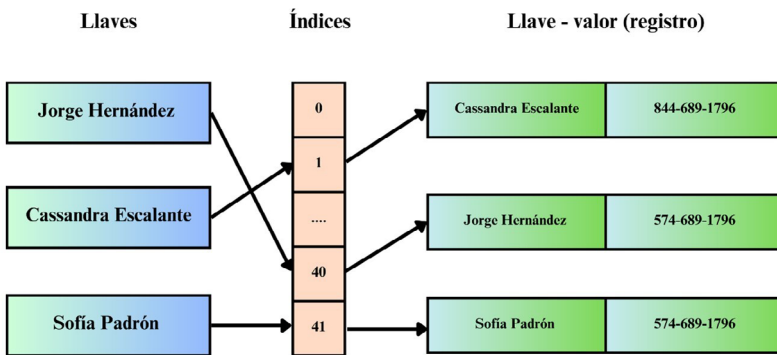 Llaves
Índices
Llave - valor (registro)
Jorge Hernández
Cassandra Escalante
Sofía Padrón
0
1
....
40
41
Cassandra Escalante 844-689-1796
Jorge Hernández 574-689-1796
Sofía Padrón 574-689-1796